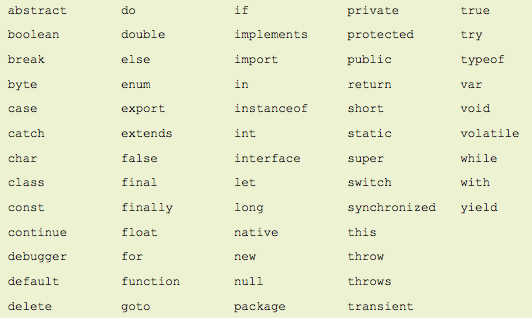 abstract do if private true
boolean double implements protected try
break else import public typeof
byte enum in return var
case export instanceof short void
catch extends int static volatile
char false interface super while
class final let switch with
const finally long synchronized yield
continue float native this
debugger for new throw
default function null throws
delete goto package transient